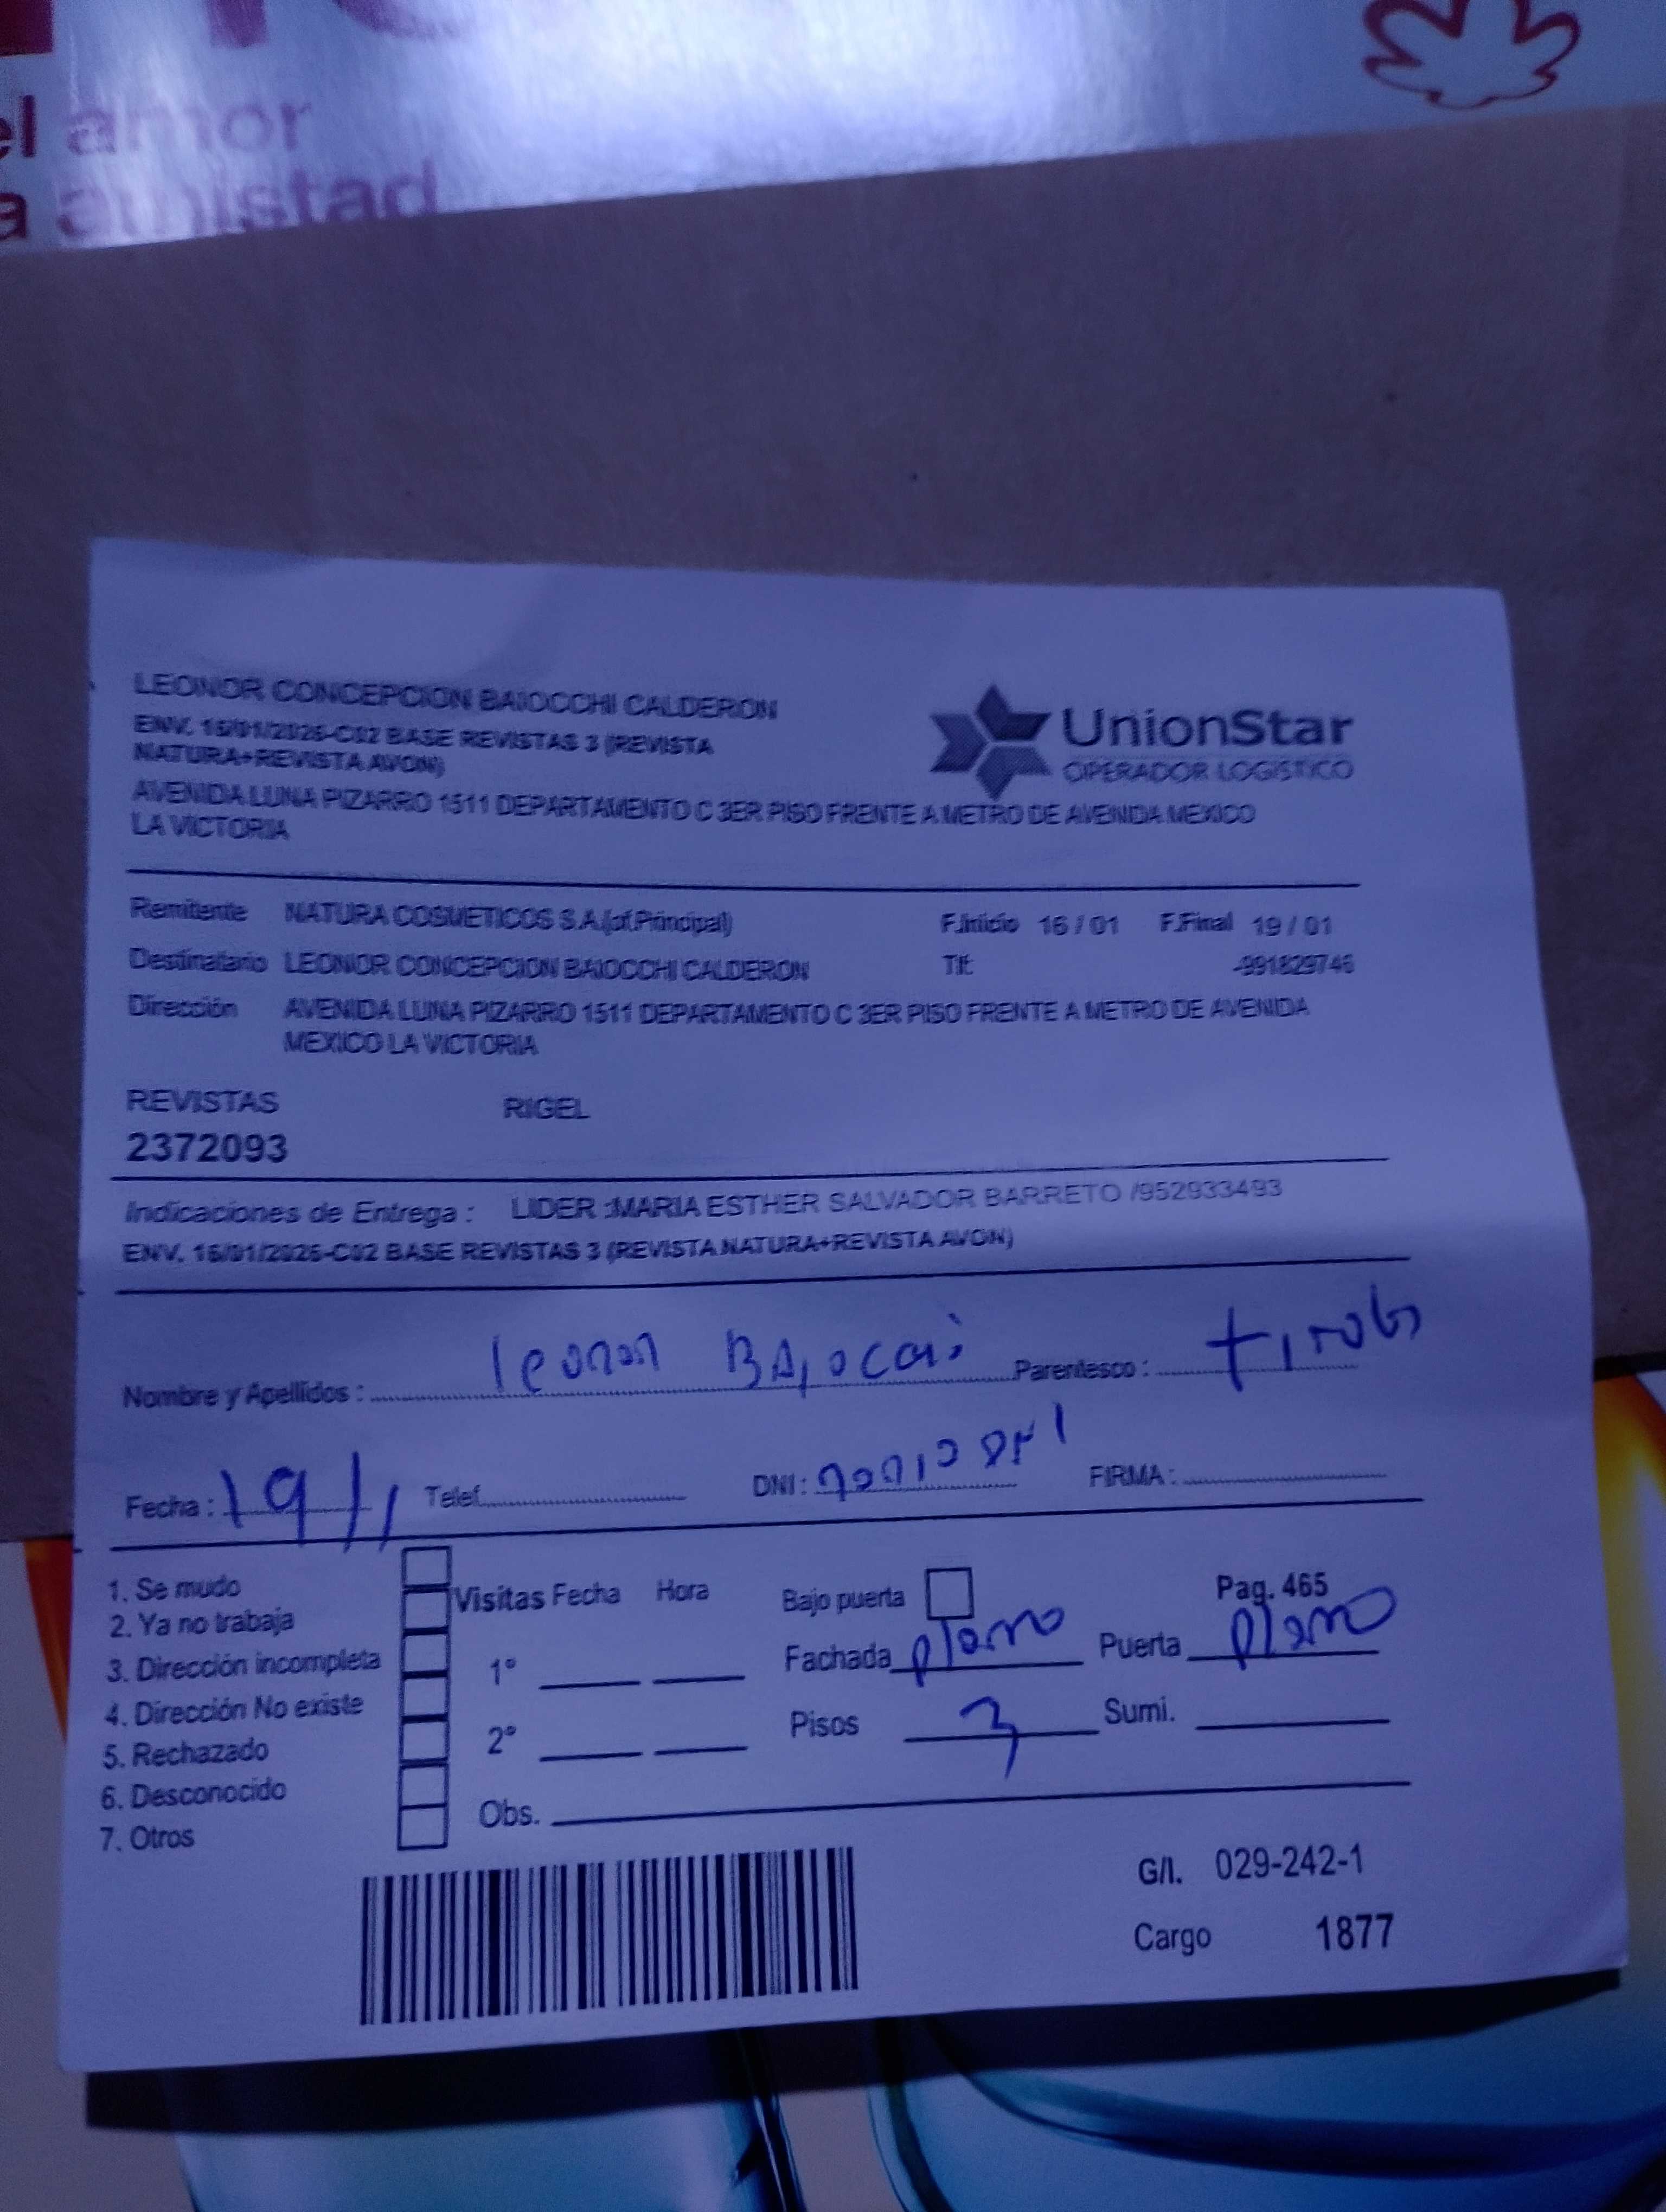 el amor
a amistad
LEONOR CONCEPCION BAIOCCHI CALDERON
ENV. 16/01/2026-C02 BASE REVISTAS 3 (REVISTA
NATURA+REVISTA AVON)
UnionStar
OPERADOR LOGISTICO
AVENIDA LUNA PIZARRO 1511 DEPARTAMENTO C 3ER PISO FRENTE A METRO DE AVENIDA MEXICO
LA VICTORIA
Remitente NATURA COSMETICOS S.A.(of.Principal) F.Inicio 16 / 01 F.Final 19 / 01
Destinatario LEONOR CONCEPCION BAIOCCHI CALDERON Tlf: -991829746
Dirección AVENIDA LUNA PIZARRO 1511 DEPARTAMENTO C 3ER PISO FRENTE A METRO DE AVENIDA
MEXICO LA VICTORIA
REVISTAS RIGEL
2372093
Indicaciones de Entrega : LIDER :MARIA ESTHER SALVADOR BARRETO /952933493
ENV. 16/01/2026-C02 BASE REVISTAS 3 (REVISTA NATURA+REVISTA AVON)
Nombre y Apellidos : leonor Parentesco :
Fecha : 19/1 Telef. DNI : FIRMA :
1. Se mudo
2. Ya no trabaja
3. Dirección incompleta
4. Dirección No existe
5. Rechazado
6. Desconocido
7. Otros
Visitas Fecha Hora
1°
2°
Obs.
Bajo puerta Pag. 465
Fachada Puerta
Pisos 3 Sumi.
G/I. 029-242-1
Cargo 1877